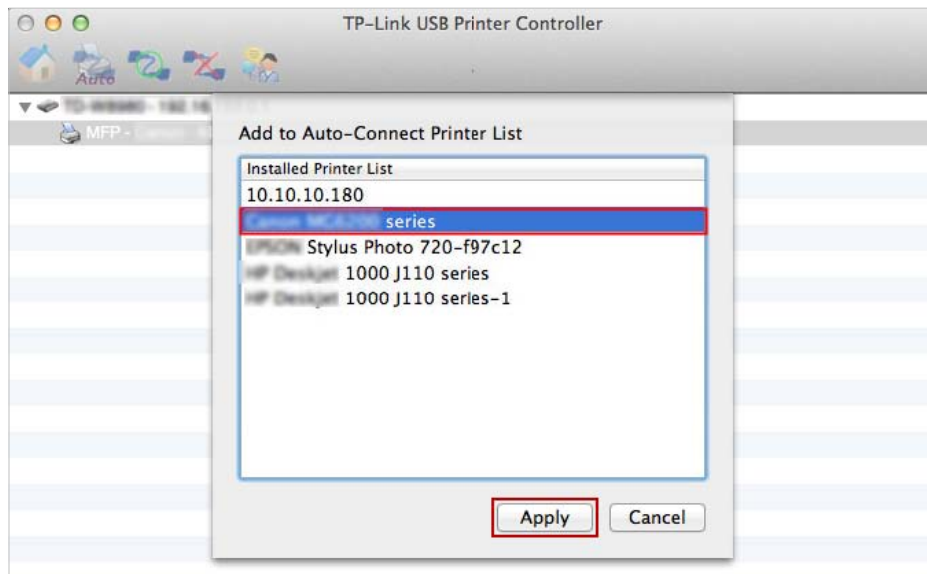 TP-Link USB Printer Controller
Auto
MFP -
Add to Auto-Connect Printer List
Installed Printer List
10.10.10.180
series
Stylus Photo 720-f97c12
1000 J110 series
1000 J110 series-1
Apply Cancel